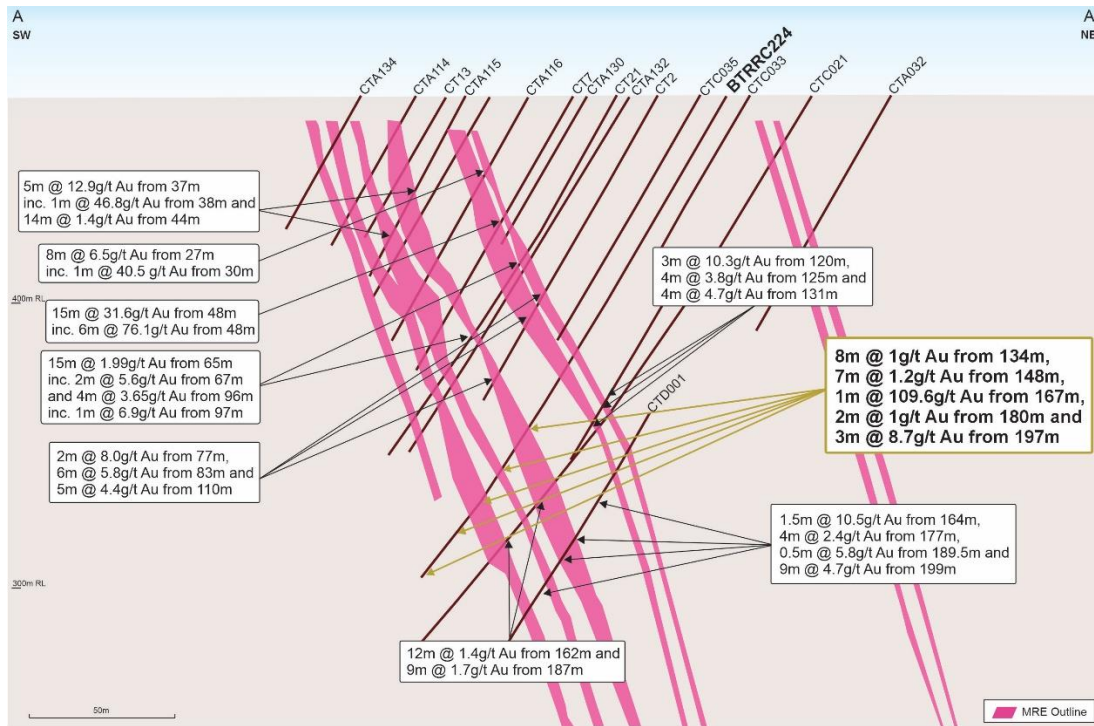 A
SW
A
NE
CTA134
CTA114
CT13
CTA115
CTA116
CT7
CTA130
CT21
CTA132
CT2
CTC035
BTRRC224
CTC033
CTC021
CTA032
5m @ 12.9g/t Au from 37m
inc. 1m @ 46.8g/t Au from 38m and
14m @ 1.4g/t Au from 44m
8m @ 6.5g/t Au from 27m
inc. 1m @ 40.5 g/t Au from 30m
400m RL
15m @ 31.6g/t Au from 48m
inc. 6m @ 76.1g/t Au from 48m
15m @ 1.99g/t Au from 65m
inc. 2m @ 5.6g/t Au from 67m
and 4m @ 3.65g/t Au from 96m
inc. 1m @ 6.9g/t Au from 97m
2m @ 8.0g/t Au from 77m,
6m @ 5.8g/t Au from 83m and
5m @ 4.4g/t Au from 110m
3m @ 10.3g/t Au from 120m,
4m @ 3.8g/t Au from 125m and
4m @ 4.7g/t Au from 131m
8m @ 1g/t Au from 134m,
7m @ 1.2g/t Au from 148m,
1m @ 109.6g/t Au from 167m,
2m @ 1g/t Au from 180m and
3m @ 8.7g/t Au from 197m
CTD001
1.5m @ 10.5g/t Au from 164m,
4m @ 2.4g/t Au from 177m,
0.5m @ 5.8g/t Au from 189.5m and
9m @ 4.7g/t Au from 199m
300m RL
12m @ 1.4g/t Au from 162m and
9m @ 1.7g/t Au from 187m
50m
MRE Outline